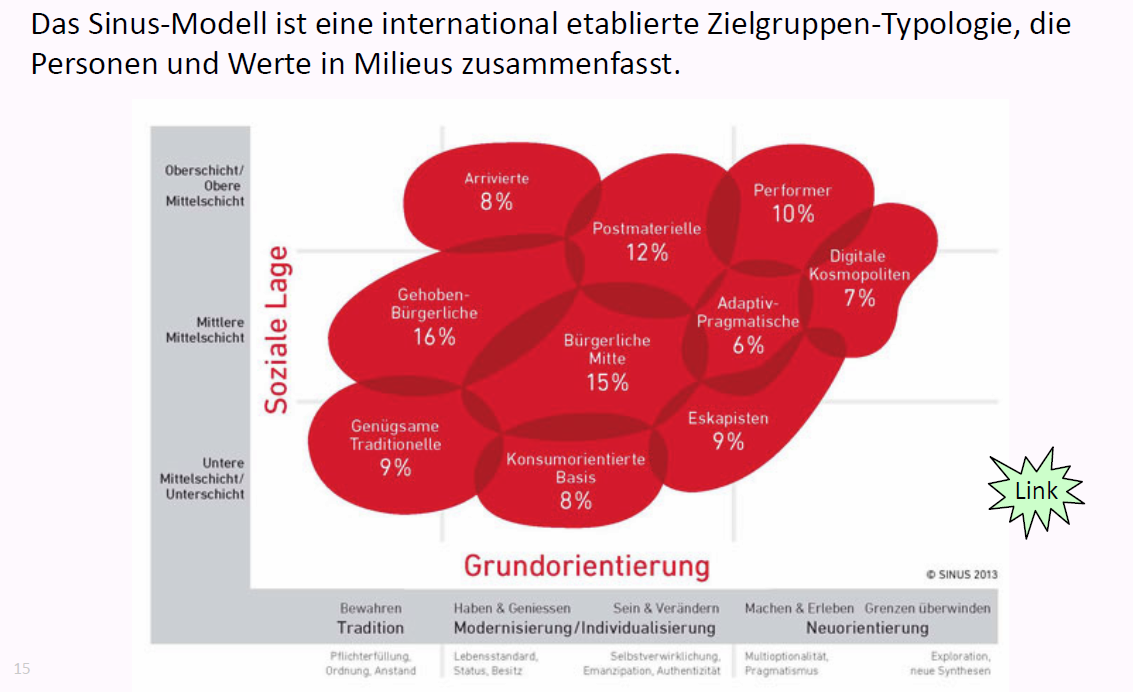 Das Sinus-Modell ist eine international etablierte Zielgruppen-Typologie, die
Personen und Werte in Milieus zusammenfasst.
Oberschicht/
Obere
Mittelschicht
Mittlere
Mittelschicht
Untere
Mittelschicht/
Unterschicht
Soziale Lage
Arrivierte
8%
Postmaterielle
12%
Performer
10%
Digitale
Kosmopoliten
7%
Gehoben-
Bürgerliche
16%
Bürgerliche
Mitte
15%
Adaptiv-
Pragmatische
6%
Genügsame
Traditionelle
9%
Konsumorientierte
Basis
8%
Eskapisten
9%
Link
Grundorientierung
© SINUS 2013
Bewahren
Tradition
Haben & Geniessen
Sein & Verändern
Modernisierung/Individualisierung
Machen & Erleben
Grenzen überwinden
Neuorientierung
Pflichterfüllung,
Ordnung, Anstand
Lebensstandard,
Status, Besitz
Selbstverwirklichung,
Emanzipation, Authentizität
Multioptionalität,
Pragmatismus
Exploration,
neue Synthesen
15